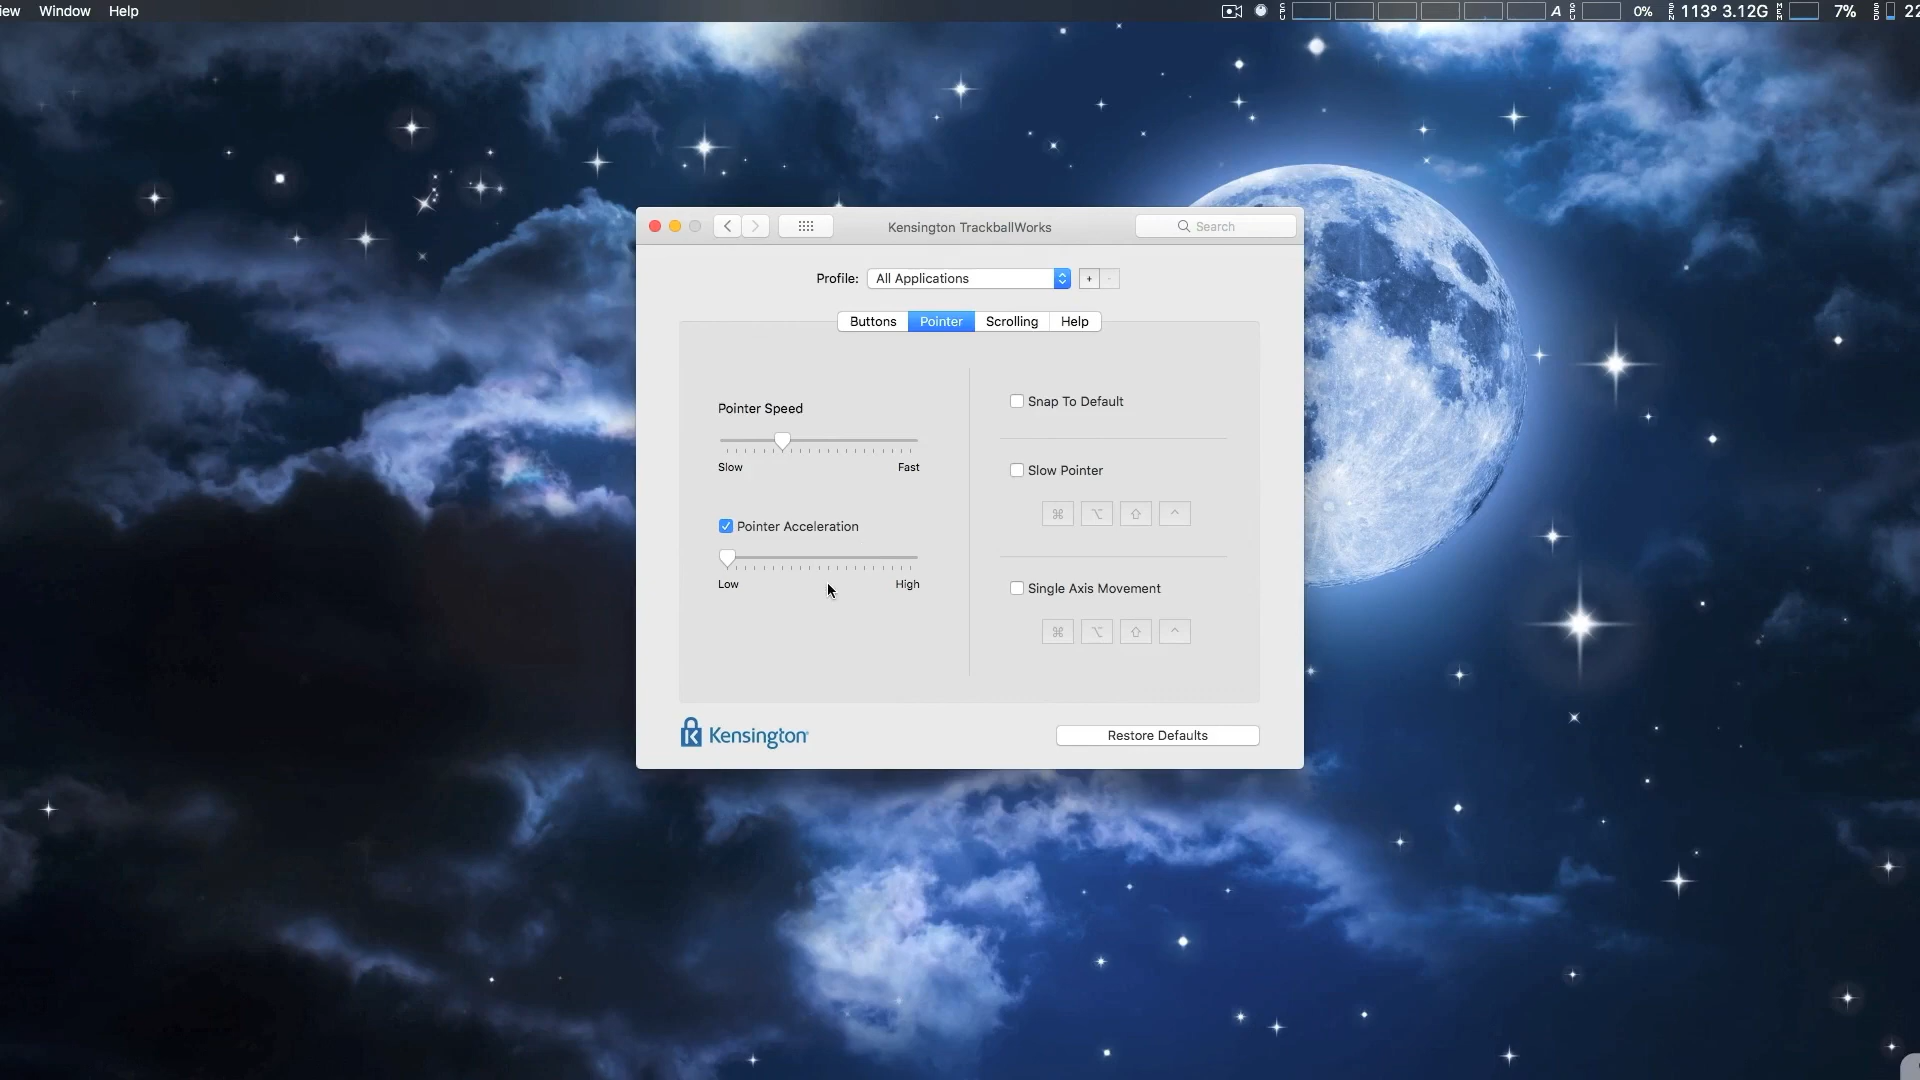 iew Window Help 0% 113° 3.12G 7% 22
Kensington TrackballWorks Search
Profile: All Applications + -
Buttons Pointer Scrolling Help
Pointer Speed
Slow Fast
Pointer Acceleration
Low High
Snap To Default
Slow Pointer
⌘ ⌥ ⇧ ^
Single Axis Movement
⌘ ⌥ ⇧ ^
Kensington
Restore Defaults